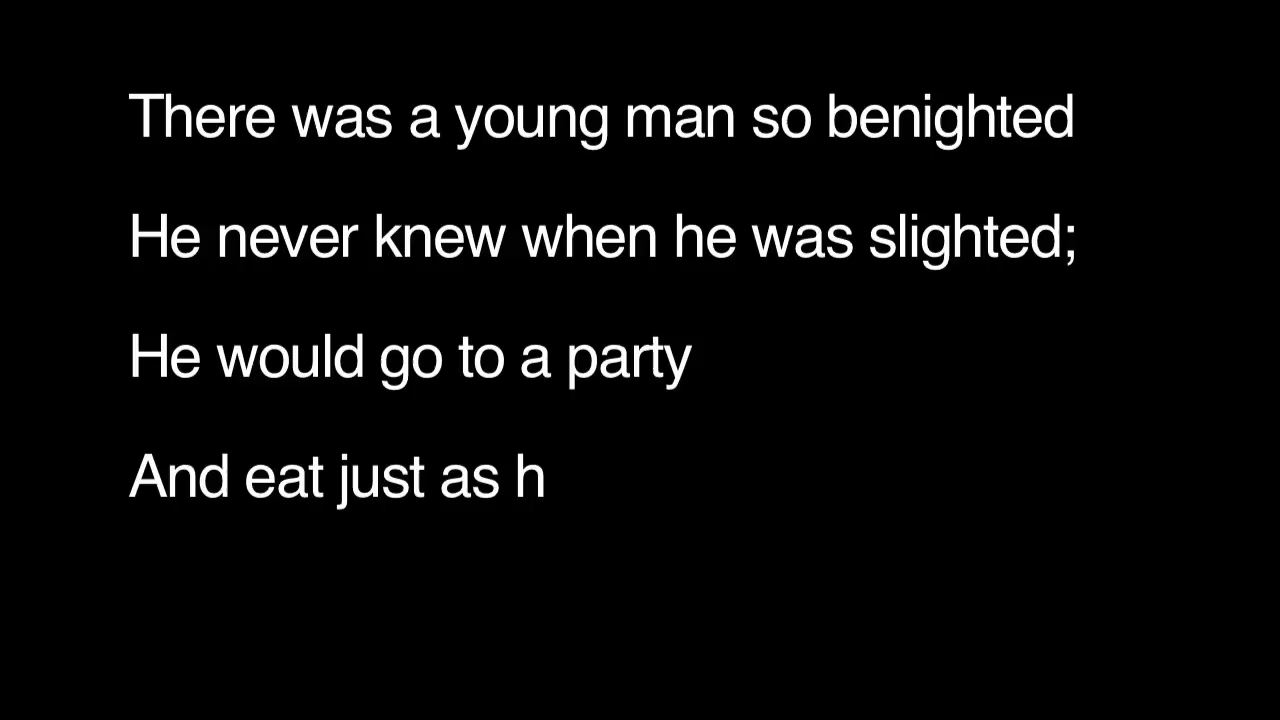 There was a young man so benighted
He never knew when he was slighted;
He would go to a party
And eat just as h